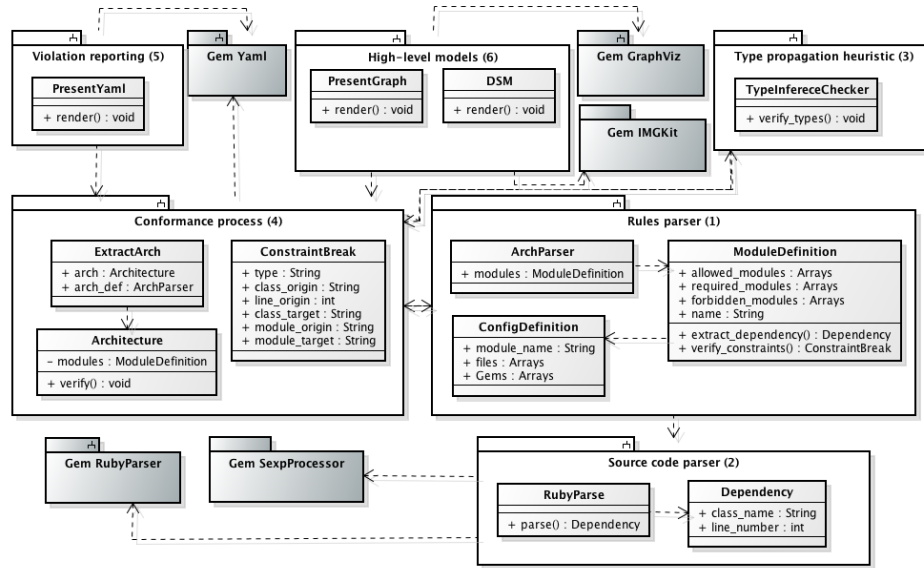 Violation reporting (5)
PresentYaml
+ render() : void
Gem Yaml
High-level models (6)
PresentGraph
+ render() : void
DSM
+ render() : void
Gem GraphViz
Gem IMGKit
Type propagation heuristic (3)
TypeInfereceChecker
+ verify_types() : void
Conformance process (4)
ExtractArch
+ arch : Architecture
+ arch_def : ArchParser
Architecture
– modules : ModuleDefinition
+ verify() : void
ConstraintBreak
+ type : String
+ class_origin : String
+ line_origin : int
+ class_target : String
+ module_origin : String
+ module_target : String
Rules parser (1)
ArchParser
+ modules : ModuleDefinition
ModuleDefinition
+ allowed_modules : Arrays
+ required_modules : Arrays
+ forbidden_modules : Arrays
+ name : String
+ extract_dependency() : Dependency
+ verify_constraints() : ConstraintBreak
ConfigDefinition
+ module_name : String
+ files : Arrays
+ Gems : Arrays
Gem RubyParser
Gem SexpProcessor
Source code parser (2)
RubyParse
+ parse() : Dependency
Dependency
+ class_name : String
+ line_number : int